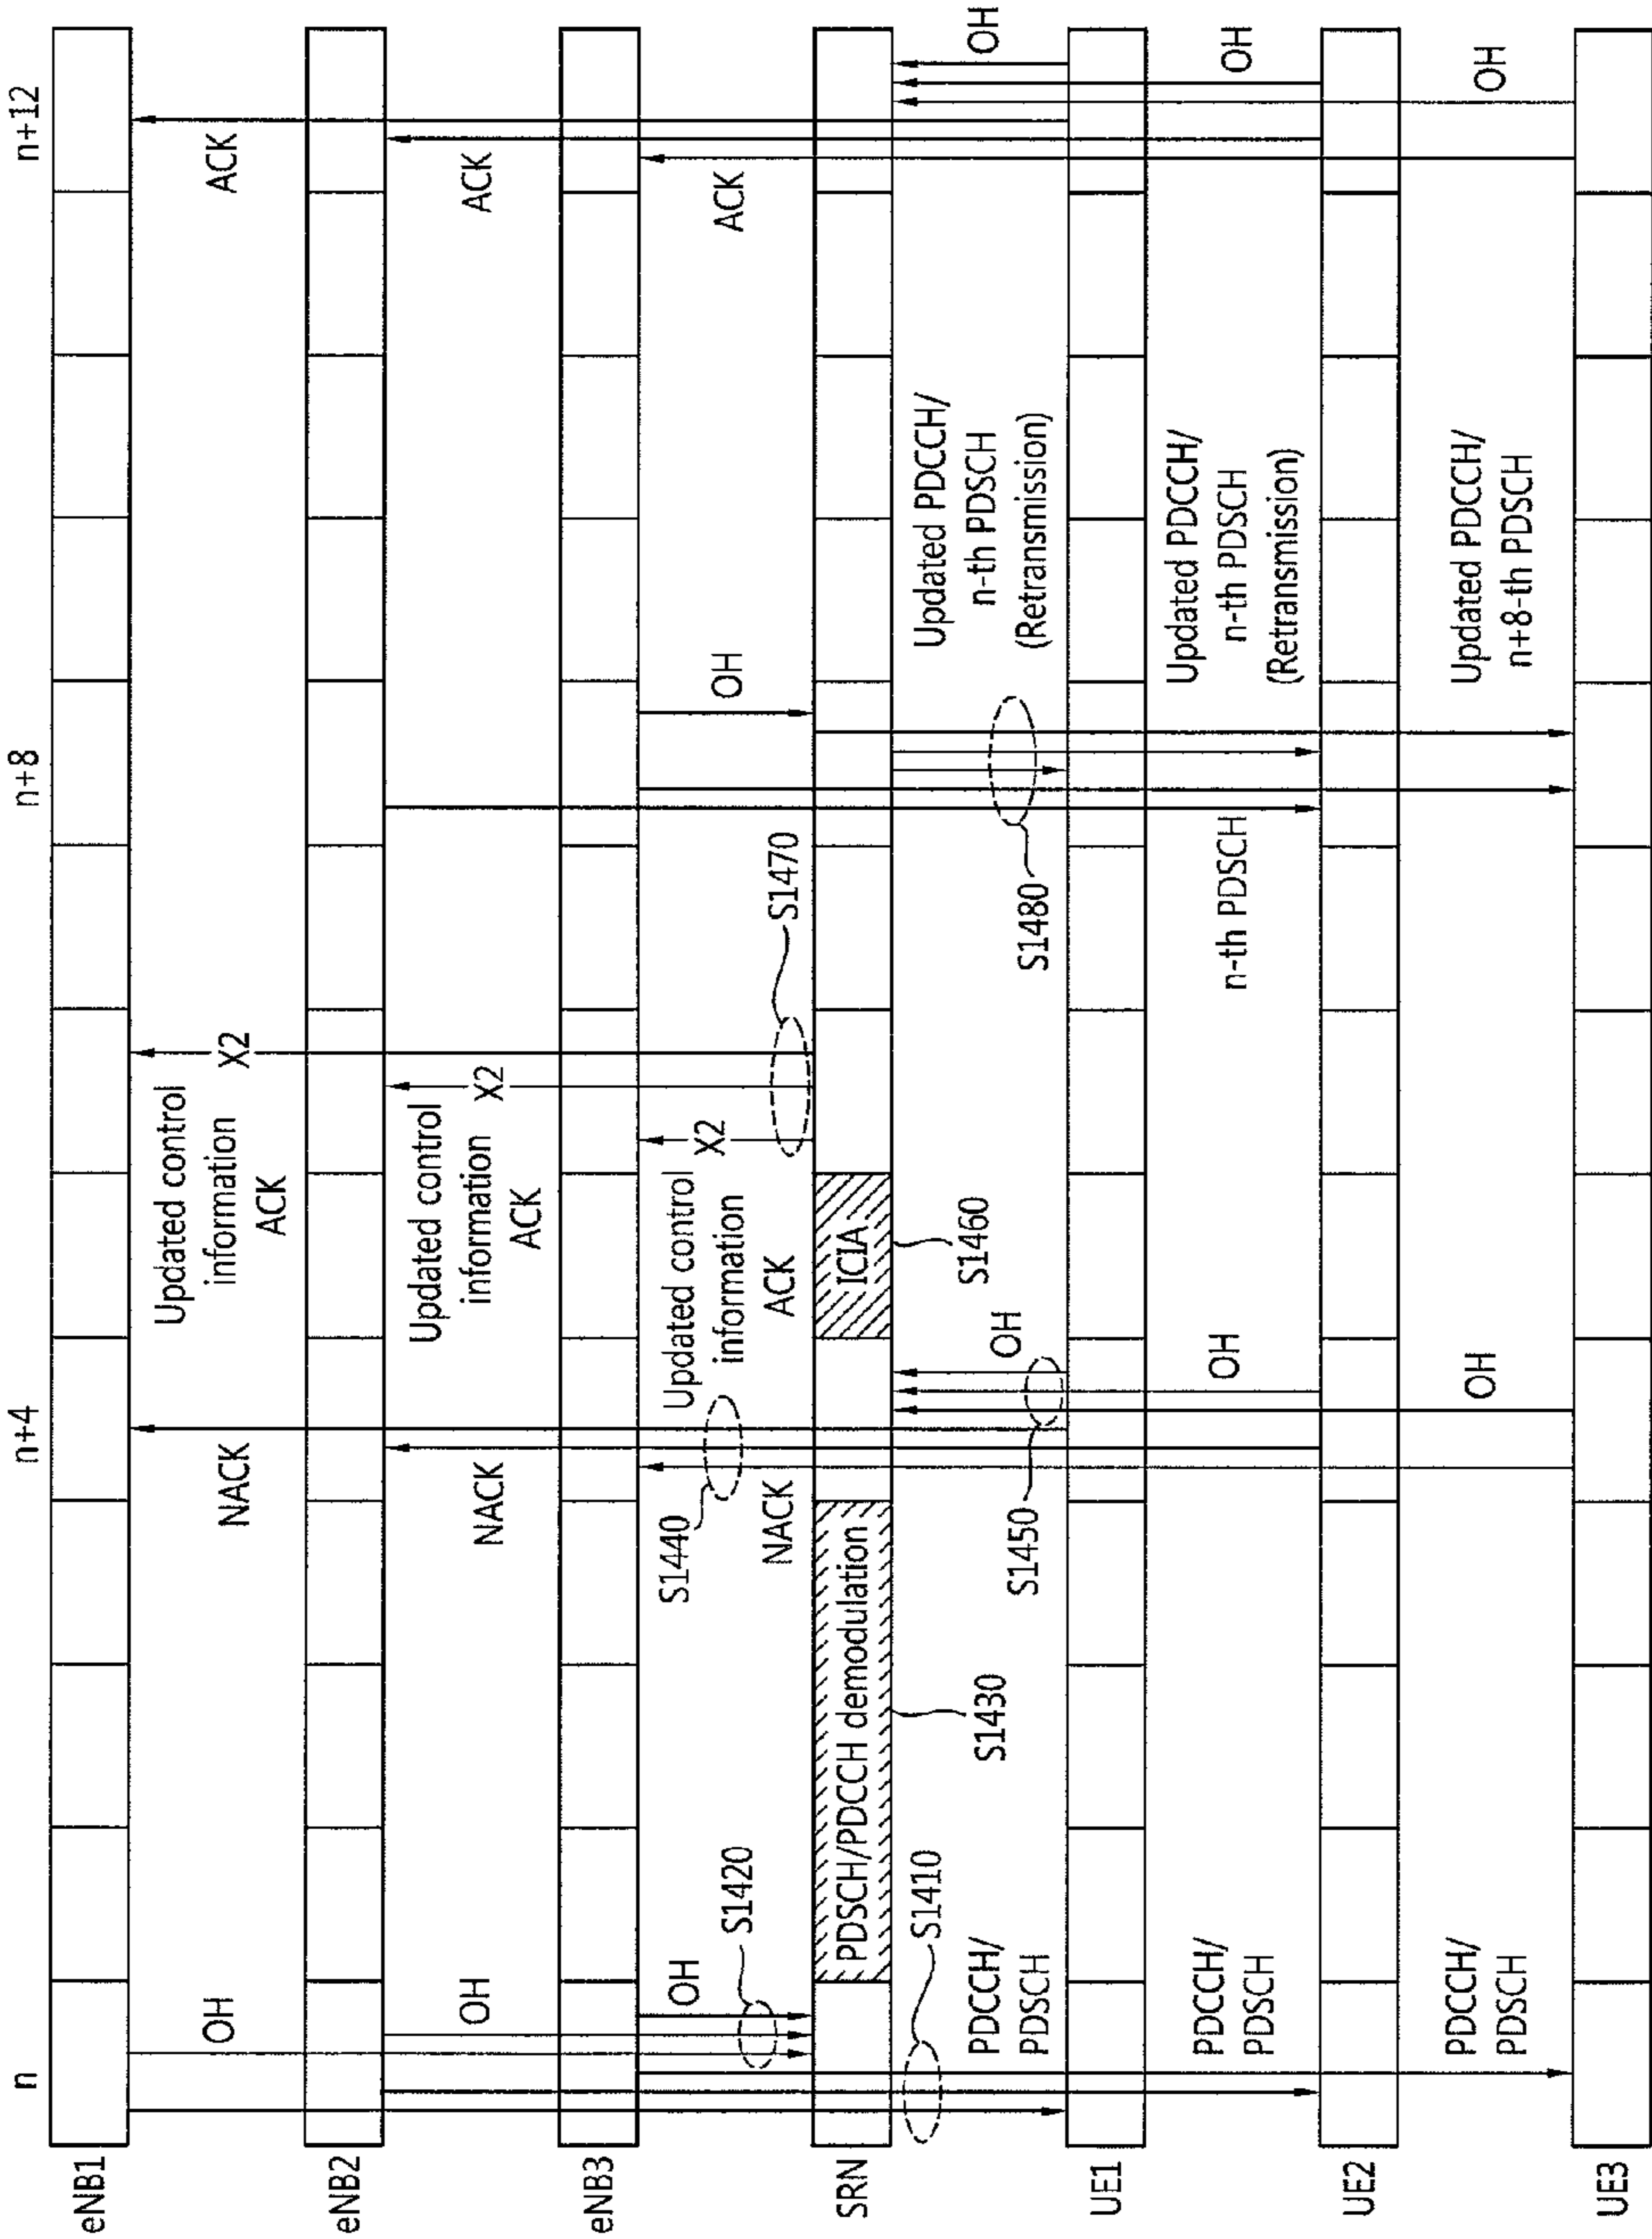 n
n+4
n+8
n+12
eNB1
OH
NACK
Updated control
information
ACK
X2
ACK
eNB2
OH
NACK
Updated control
information
ACK
X2
ACK
eNB3
OH
S1420
S1440
NACK
Updated control
information
ACK
X2
S1470
OH
ACK
SRN
PDSCH/PDCCH demodulation
ICIA
S1410
PDCCH/
PDSCH
S1430
S1450
OH
S1460
S1480
Updated PDCCH/
n-th PDSCH
(Retransmission)
OH
UE1
PDCCH/
PDSCH
OH
n-th PDSCH
Updated PDCCH/
n-th PDSCH
(Retransmission)
OH
UE2
PDCCH/
PDSCH
OH
Updated PDCCH/
n+8-th PDSCH
OH
UE3